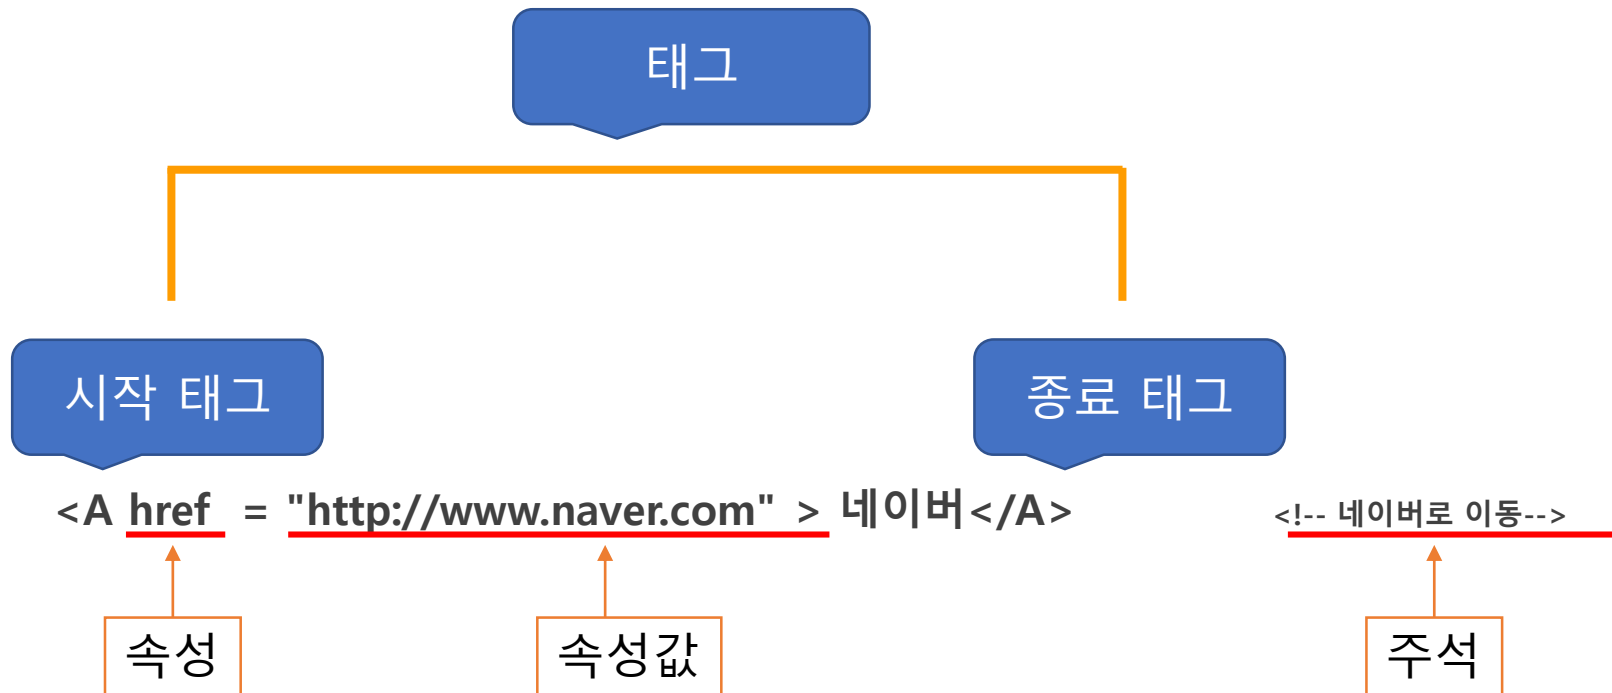 태그
시작 태그
종료 태그
<A href = "http://www.naver.com" > 네이버</A>
<!-- 네이버로 이동-->
속성
속성값
주석